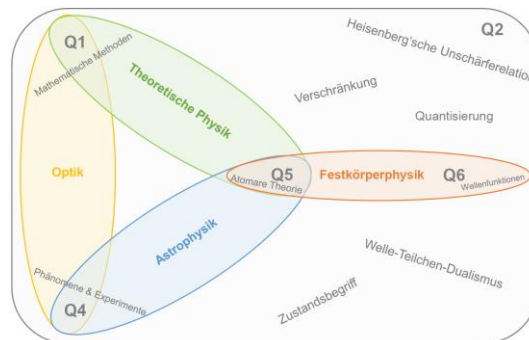 Q1
Q2
Heisenberg'sche Unschärferelation
Mathematische Methoden
Theoretische Physik
Verschränkung
Quantisierung
Optik
Q5
Atomare Theorie
Festkörperphysik
Q6
Wellenfunktionen
Astrophysik
Phänomene & Experimente
Q4
Welle-Teilchen-Dualismus
Zustandsbegriff